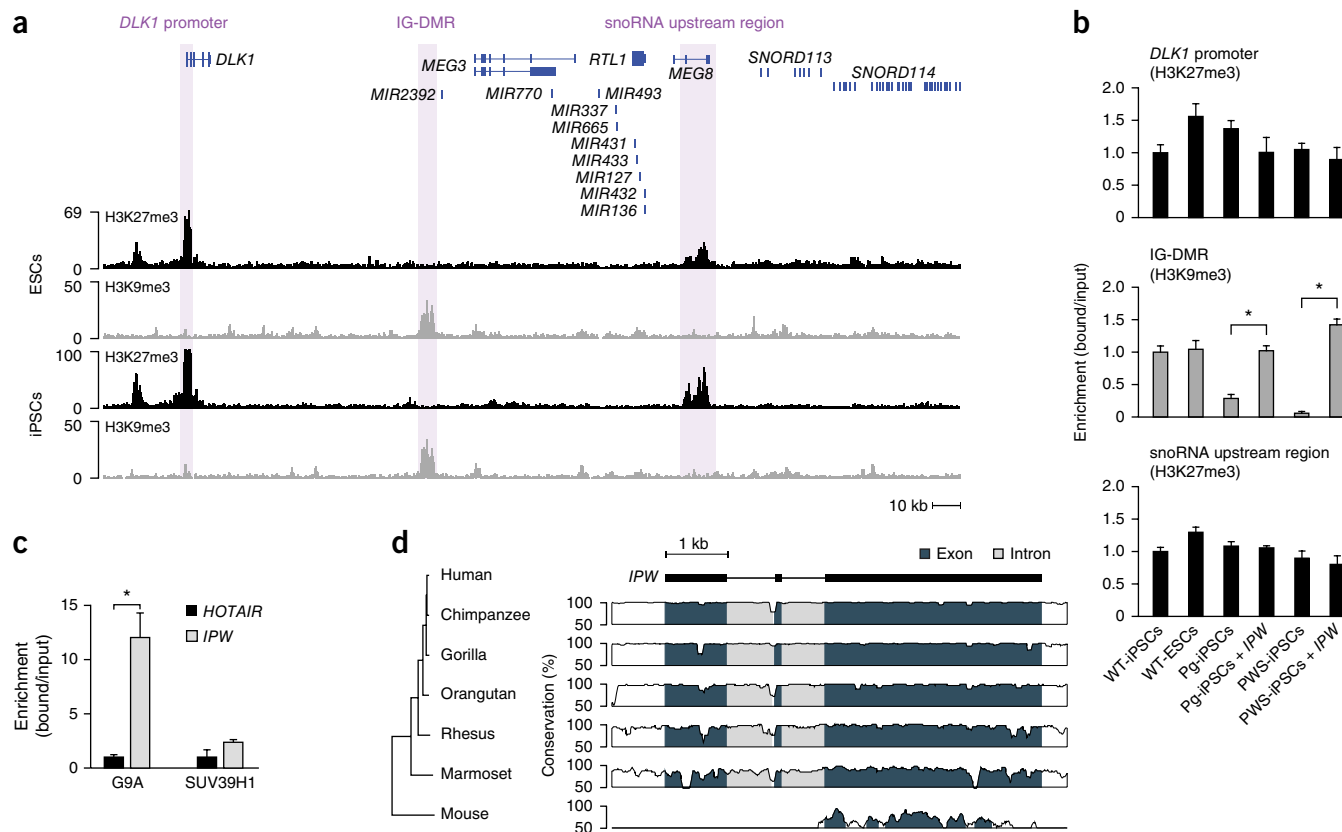 a
DLK1 promoter
IG-DMR
snoRNA upstream region
DLK1
MEG3
RTL1
MEG8
SNORD113
SNORD114
MIR2392
MIR770
MIR493
MIR337
MIR665
MIR431
MIR433
MIR127
MIR432
MIR136
ESCs
69
0
H3K27me3
50
0
H3K9me3
iPSCs
100
0
H3K27me3
50
0
H3K9me3
10 kb
b
DLK1 promoter
(H3K27me3)
2.0
1.5
1.0
0.5
0
IG-DMR
(H3K9me3)
Enrichment (bound/input)
2.0
1.5
1.0
0.5
0
*
*
snoRNA upstream region
(H3K27me3)
2.0
1.5
1.0
0.5
0
WT-iPSCs
WT-ESCs
Pg-iPSCs
Pg-iPSCs + IPW
PWS-iPSCs
PWS-iPSCs + IPW
c
Enrichment
(bound/input)
15
10
5
0
*
HOTAIR
IPW
G9A
SUV39H1
d
Human
Chimpanzee
Gorilla
Orangutan
Rhesus
Marmoset
Mouse
1 kb
Exon
Intron
IPW
Conservation (%)
100
50
100
50
100
50
100
50
100
50
100
50